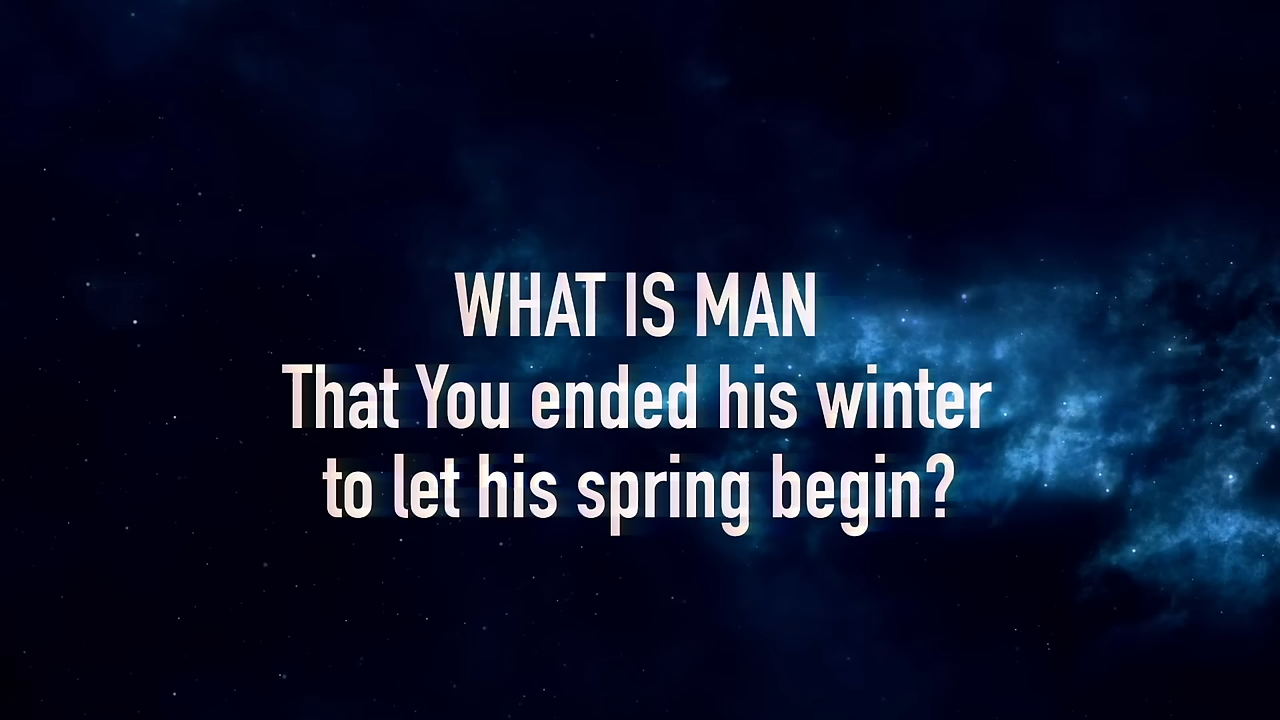 WHAT IS MAN
That You ended his winter
to let his spring begin?